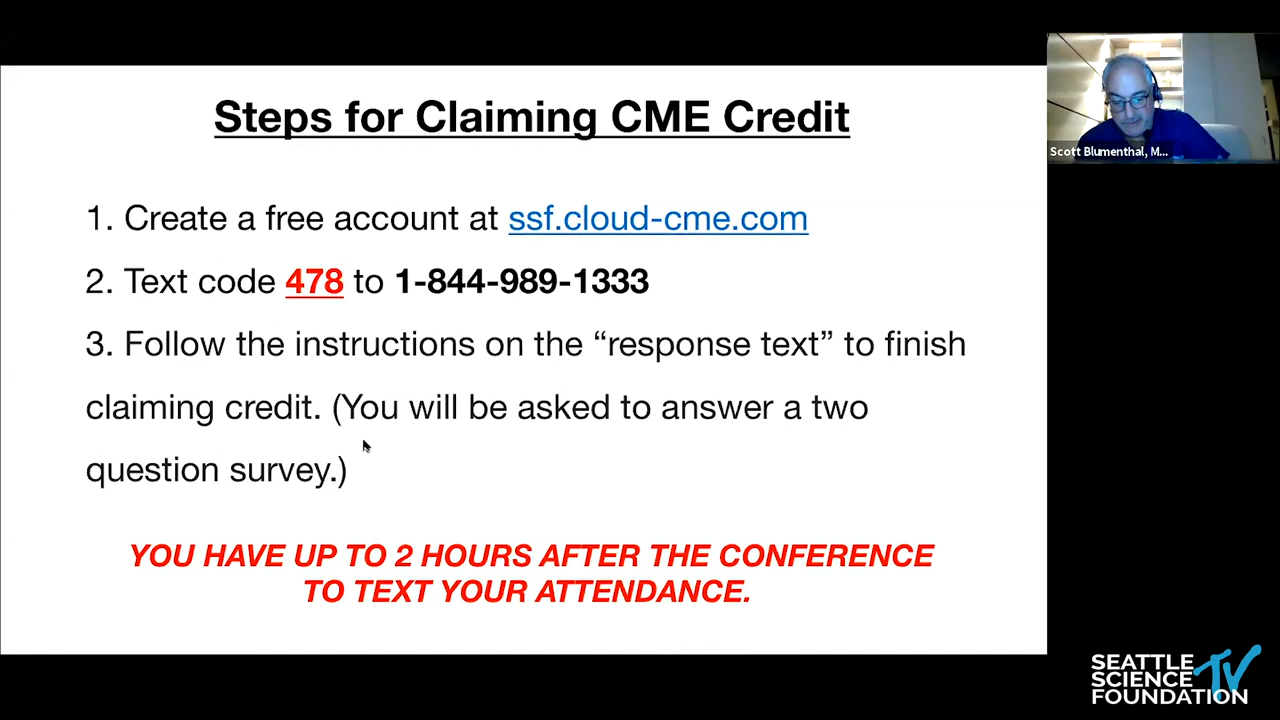 Steps for Claiming CME Credit
1. Create a free account at ssf.cloud-cme.com
2. Text code 478 to 1-844-989-1333
3. Follow the instructions on the “response text” to finish
claiming credit. (You will be asked to answer a two
question survey.)
YOU HAVE UP TO 2 HOURS AFTER THE CONFERENCE
TO TEXT YOUR ATTENDANCE.
Scott Blumenthal, M...
SEATTLE
SCIENCE
FOUNDATION
TV